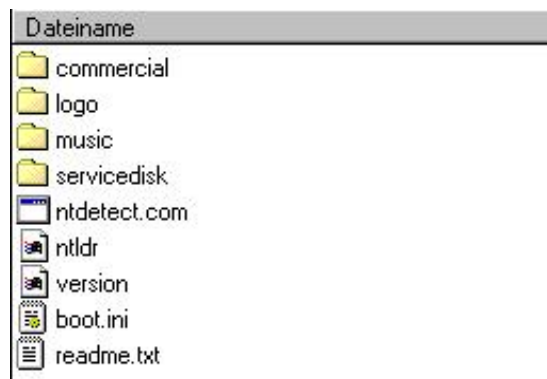 Dateiname
commercial
logo
music
servicedisk
ntdetect.com
ntldr
version
boot.ini
readme.txt